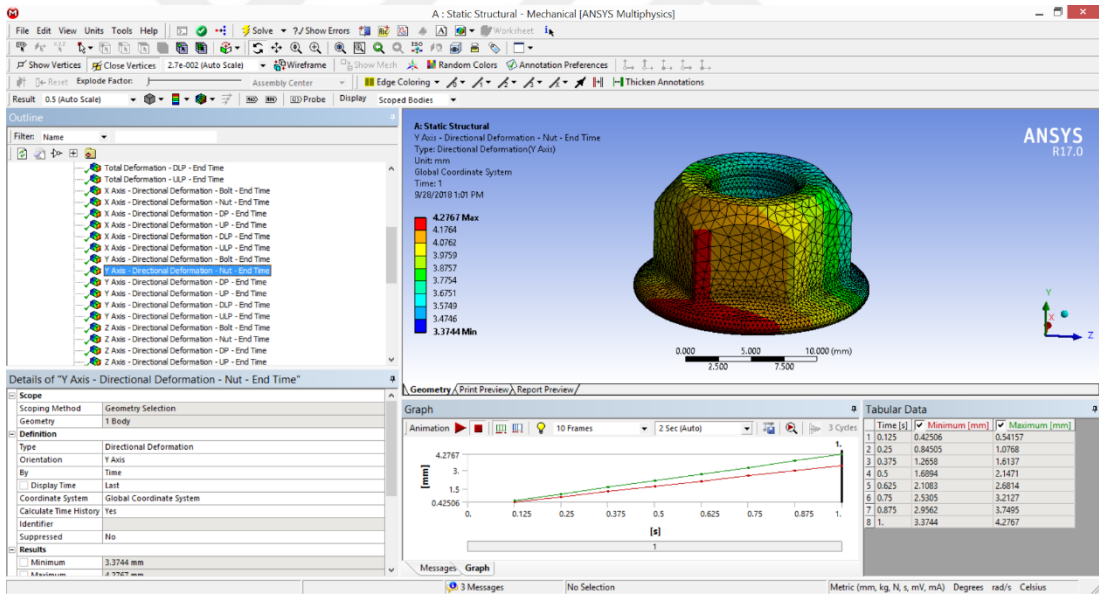 A : Static Structural - Mechanical [ANSYS Multiphysics]
File Edit View Units Tools Help Solve ?/ Show Errors Worksheet
Show Vertices Close Vertices 2.7e-002 (Auto Scale) Wireframe Show Mesh Random Colors Annotation Preferences
Reset Explode Factor: Assembly Center Edge Coloring Thicken Annotations
Result 0.5 (Auto Scale) Probe Display Scoped Bodies
Outline
Filter: Name
Total Deformation - DLP - End Time
Total Deformation - ULP - End Time
X Axis - Directional Deformation - Bolt - End Time
X Axis - Directional Deformation - Nut - End Time
X Axis - Directional Deformation - DP - End Time
X Axis - Directional Deformation - UP - End Time
X Axis - Directional Deformation - DLP - End Time
X Axis - Directional Deformation - ULP - End Time
Y Axis - Directional Deformation - Bolt - End Time
Y Axis - Directional Deformation - Nut - End Time
Y Axis - Directional Deformation - DP - End Time
Y Axis - Directional Deformation - UP - End Time
Y Axis - Directional Deformation - DLP - End Time
Y Axis - Directional Deformation - ULP - End Time
Z Axis - Directional Deformation - Bolt - End Time
Z Axis - Directional Deformation - Nut - End Time
Z Axis - Directional Deformation - DP - End Time
Z Axis - Directional Deformation - UP - End Time
Details of "Y Axis - Directional Deformation - Nut - End Time"
Scope
Scoping Method Geometry Selection
Geometry 1 Body
Definition
Type Directional Deformation
Orientation Y Axis
By Time
Display Time Last
Coordinate System Global Coordinate System
Calculate Time History Yes
Identifier
Suppressed No
Results
Minimum 3.3744 mm
Maximum 4.2767 mm
A: Static Structural
Y Axis - Directional Deformation - Nut - End Time
Type: Directional Deformation(Y Axis)
Unit: mm
Global Coordinate System
Time: 1
9/28/2018 1:01 PM
4.2767 Max
4.1764
4.0762
3.9759
3.8757
3.7754
3.6751
3.5749
3.4746
3.3744 Min
ANSYS
R17.0
0.000 5.000 10.000 (mm)
2.500 7.500
Y
X
Z
Geometry Print Preview Report Preview
Graph
Animation 10 Frames 2 Sec (Auto) 3 Cycles
1.
4.2767
3.
1.5
0.42506
[mm]
0. 0.125 0.25 0.375 0.5 0.625 0.75 0.875 1.
[s]
1
Messages Graph
Tabular Data
Time [s] Minimum [mm] Maximum [mm]
1 0.125 0.42506 0.54157
2 0.25 0.84505 1.0768
3 0.375 1.2658 1.6137
4 0.5 1.6894 2.1471
5 0.625 2.1083 2.6814
6 0.75 2.5305 3.2127
7 0.875 2.9562 3.7495
8 1. 3.3744 4.2767
3 Messages No Selection Metric (mm, kg, N, s, mV, mA) Degrees rad/s Celsius